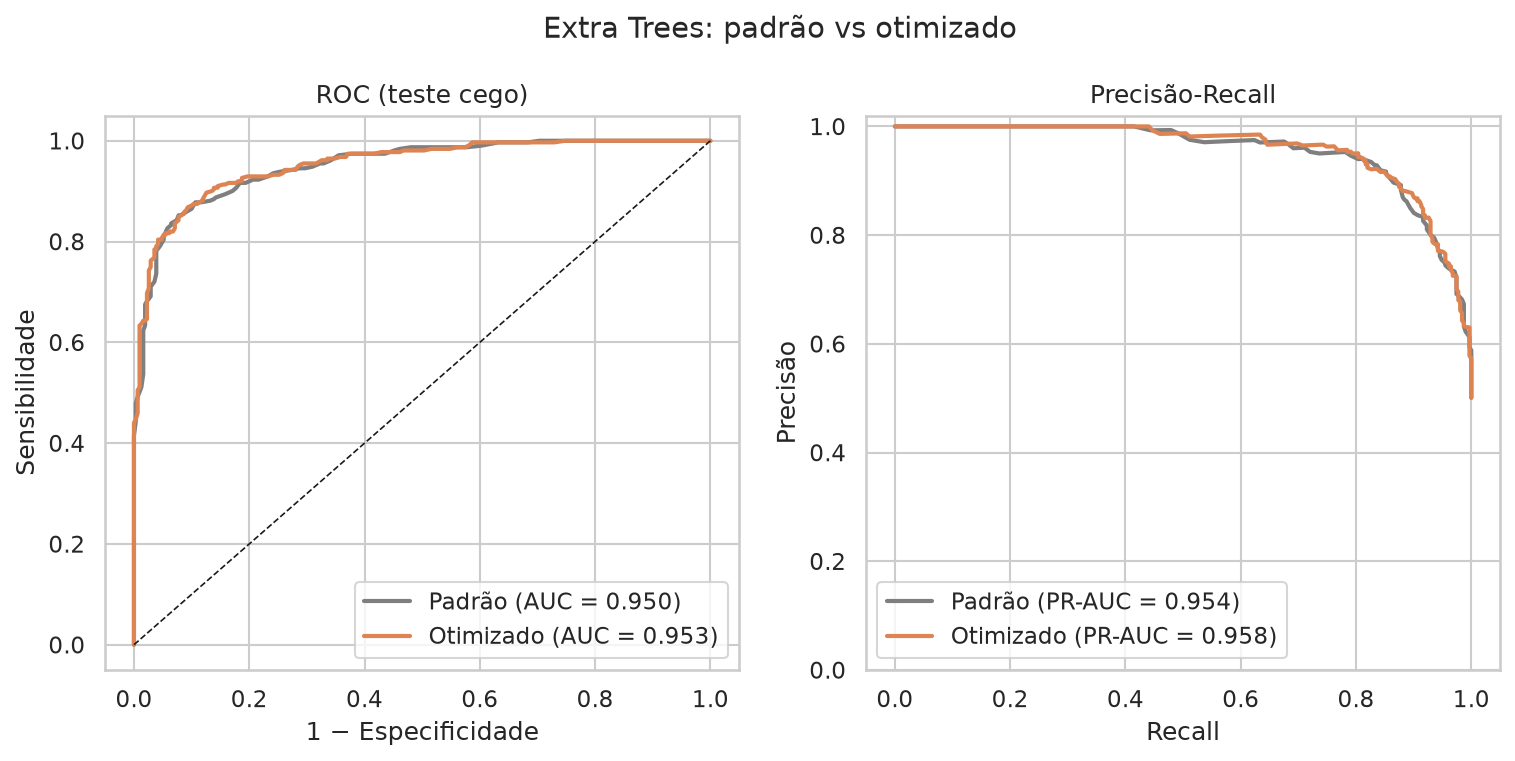 Extra Trees: padrão vs otimizado
ROC (teste cego)
Sensibilidade
1.0
0.8
0.6
0.4
0.2
0.0
Padrão (AUC = 0.950)
Otimizado (AUC = 0.953)
0.0 0.2 0.4 0.6 0.8 1.0
1 − Especificidade
Precisão-Recall
Precisão
1.0
0.8
0.6
0.4
0.2
0.0
Padrão (PR-AUC = 0.954)
Otimizado (PR-AUC = 0.958)
0.0 0.2 0.4 0.6 0.8 1.0
Recall